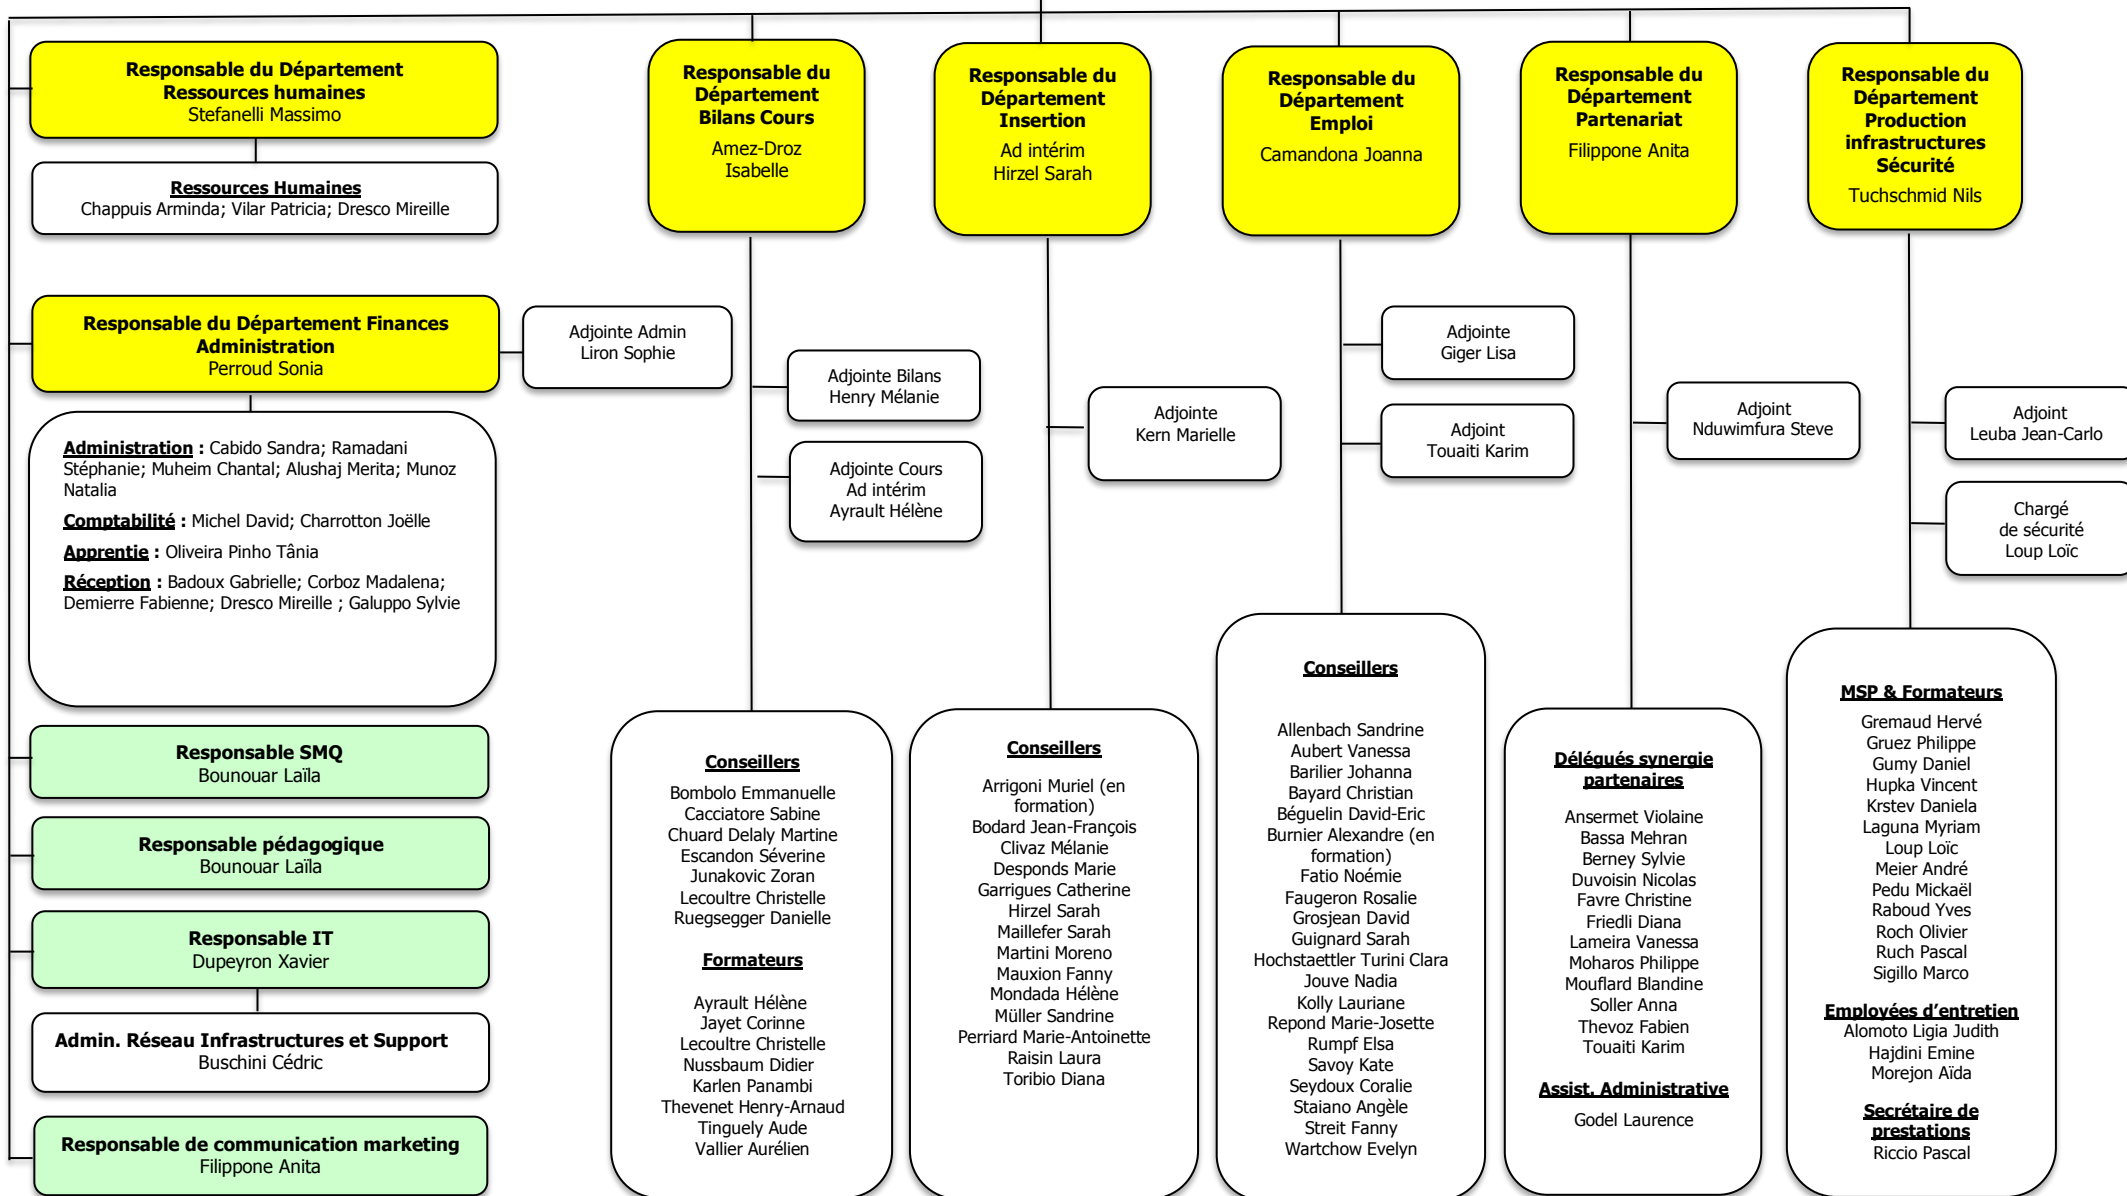 Responsable du Département
Ressources humaines
Stefanelli Massimo
Ressources Humaines
Chappuis Arminda; Vilar Patricia; Dresco Mireille
Responsable du Département Finances
Administration
Perroud Sonia
Adjointe Admin
Liron Sophie
Administration : Cabido Sandra; Ramadani
Stéphanie; Muheim Chantal; Alushaj Merita; Munoz
Natalia
Comptabilité : Michel David; Charrotton Joëlle
Apprentie : Oliveira Pinho Tânia
Réception : Badoux Gabrielle; Corboz Madalena;
Demierre Fabienne; Dresco Mireille ; Galuppo Sylvie
Responsable SMQ
Bounouar Laïla
Responsable pédagogique
Bounouar Laïla
Responsable IT
Dupeyron Xavier
Admin. Réseau Infrastructures et Support
Buschini Cédric
Responsable de communication marketing
Filippone Anita
Responsable du
Département
Bilans Cours
Amez-Droz
Isabelle
Adjointe Bilans
Henry Mélanie
Adjointe Cours
Ad intérim
Ayrault Hélène
Conseillers
Bombolo Emmanuelle
Cacciatore Sabine
Chuard Delaly Martine
Escandon Séverine
Junakovic Zoran
Lecoultre Christelle
Ruegsegger Danielle
Formateurs
Ayrault Hélène
Jayet Corinne
Lecoultre Christelle
Nussbaum Didier
Karlen Panambi
Thevenet Henry-Arnaud
Tinguely Aude
Vallier Aurélien
Responsable du
Département
Insertion
Ad intérim
Hirzel Sarah
Adjointe
Kern Marielle
Conseillers
Arrigoni Muriel (en
formation)
Bodard Jean-François
Clivaz Mélanie
Desponds Marie
Garrigues Catherine
Hirzel Sarah
Maillefer Sarah
Martini Moreno
Mauxion Fanny
Mondada Hélène
Müller Sandrine
Perriard Marie-Antoinette
Raisin Laura
Toribio Diana
Responsable du
Département
Emploi
Camandona Joanna
Adjointe
Giger Lisa
Adjoint
Touaiti Karim
Conseillers
Allenbach Sandrine
Aubert Vanessa
Barilier Johanna
Bayard Christian
Béguelin David-Eric
Burnier Alexandre (en
formation)
Fatio Noémie
Faugeron Rosalie
Grosjean David
Guignard Sarah
Hochstaettler Turini Clara
Jouve Nadia
Kolly Lauriane
Repond Marie-Josette
Rumpf Elsa
Savoy Kate
Seydoux Coralie
Staiano Angèle
Streit Fanny
Wartchow Evelyn
Responsable du
Département
Partenariat
Filippone Anita
Adjoint
Nduwimfura Steve
Délégués synergie
partenaires
Ansermet Violaine
Bassa Mehran
Berney Sylvie
Duvoisin Nicolas
Favre Christine
Friedli Diana
Lameira Vanessa
Moharos Philippe
Mouflard Blandine
Soller Anna
Thevoz Fabien
Touaiti Karim
Assist. Administrative
Godel Laurence
Responsable du
Département
Production
infrastructures
Sécurité
Tuchschmid Nils
Adjoint
Leuba Jean-Carlo
Chargé
de sécurité
Loup Loïc
MSP & Formateurs
Gremaud Hervé
Gruez Philippe
Gumy Daniel
Hupka Vincent
Krstev Daniela
Laguna Myriam
Loup Loïc
Meier André
Pedu Mickaël
Raboud Yves
Roch Olivier
Ruch Pascal
Sigillo Marco
Employées d’entretien
Alomoto Ligia Judith
Hajdini Emine
Morejon Aïda
Secrétaire de
prestations
Riccio Pascal